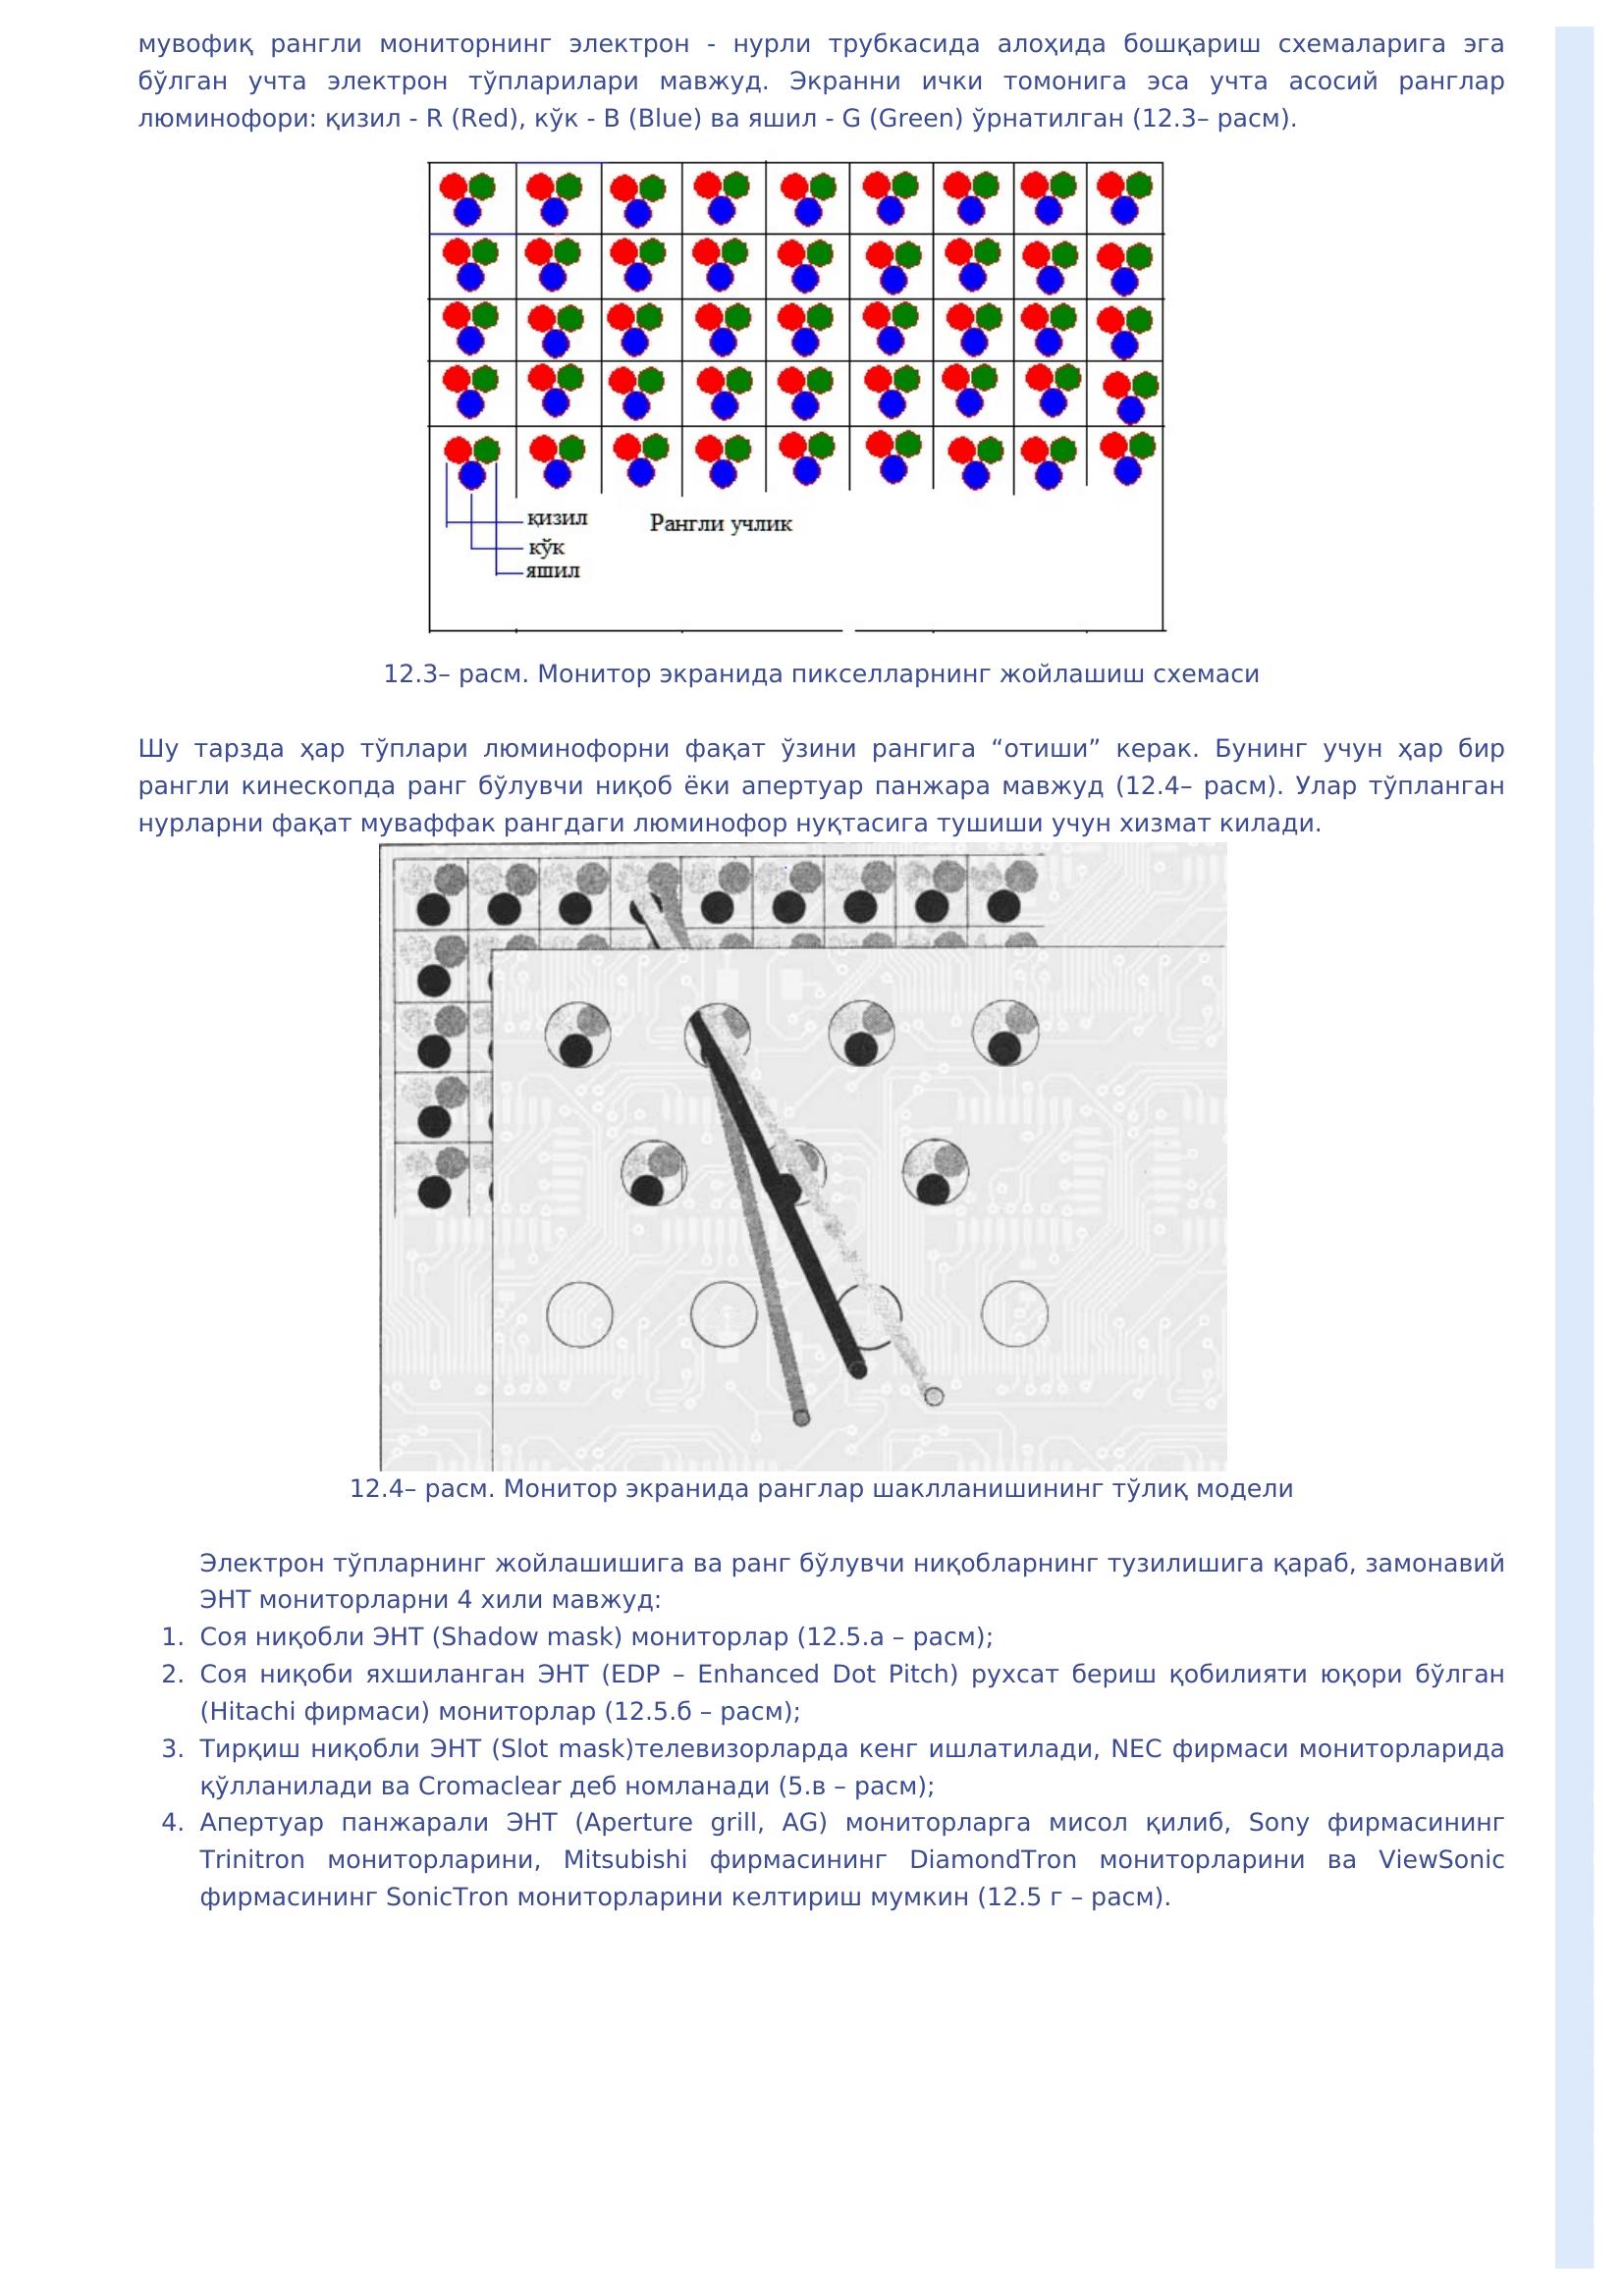 мувофиқ рангли мониторнинг электрон - нурли трубкасида алоҳида бошқариш схемаларига эга
бўлган учта электрон тўпларилари мавжуд. Экранни ички томонига эса учта асосий ранглар
люминофори: қизил - R (Red), кўк - B (Blue) ва яшил - G (Green) ўрнатилган (12.3– расм).
қизил
Рангли учлик
кўк
яшил
12.3– расм. Монитор экранида пикселларнинг жойлашиш схемаси
Шу тарзда ҳар тўплари люминофорни фақат ўзини рангига “отиши” керак. Бунинг учун ҳар бир
рангли кинескопда ранг бўлувчи ниқоб ёки апертуар панжара мавжуд (12.4– расм). Улар тўпланган
нурларни фақат муваффак рангдаги люминофор нуқтасига тушиши учун хизмат килади.
12.4– расм. Монитор экранида ранглар шаклланишининг тўлиқ модели
Электрон тўпларнинг жойлашишига ва ранг бўлувчи ниқобларнинг тузилишига қараб, замонавий
ЭНТ мониторларни 4 хили мавжуд:
1. Соя ниқобли ЭНТ (Shadow mask) мониторлар (12.5.а – расм);
2. Соя ниқоби яхшиланган ЭНТ (EDP – Enhanced Dot Pitch) рухсат бериш қобилияти юқори бўлган
(Hitachi фирмаси) мониторлар (12.5.б – расм);
3. Тирқиш ниқобли ЭНТ (Slot mask)телевизорларда кенг ишлатилади, NEC фирмаси мониторларида
қўлланилади ва Cromaclear деб номланади (5.в – расм);
4. Апертуар панжарали ЭНТ (Aperture grill, AG) мониторларга мисол қилиб, Sony фирмасининг
Trinitron мониторларини, Mitsubishi фирмасининг DiamondTron мониторларини ва ViewSonic
фирмасининг SonicTron мониторларини келтириш мумкин (12.5 г – расм).